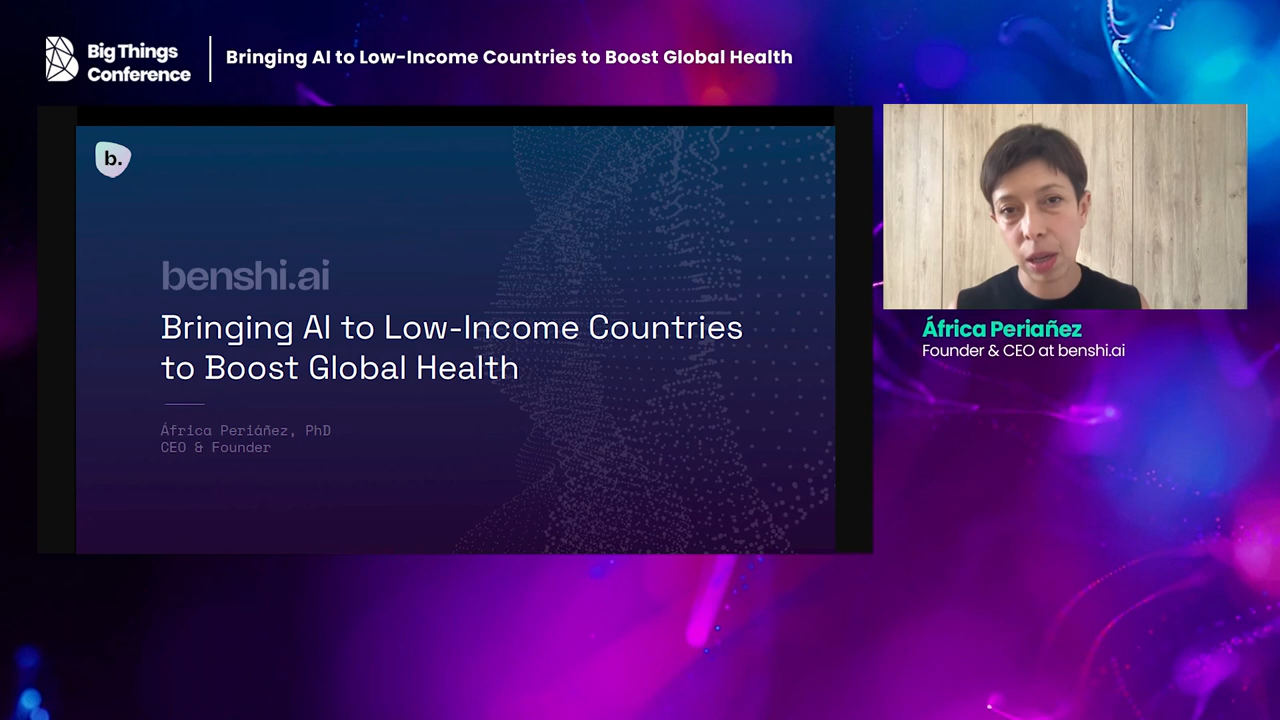 Big Things
Conference
Bringing AI to Low-Income Countries to Boost Global Health
b.
benshi.ai
Bringing AI to Low-Income Countries
to Boost Global Health
África Periáñez, PhD
CEO & Founder
África Periañez
Founder & CEO at benshi.ai